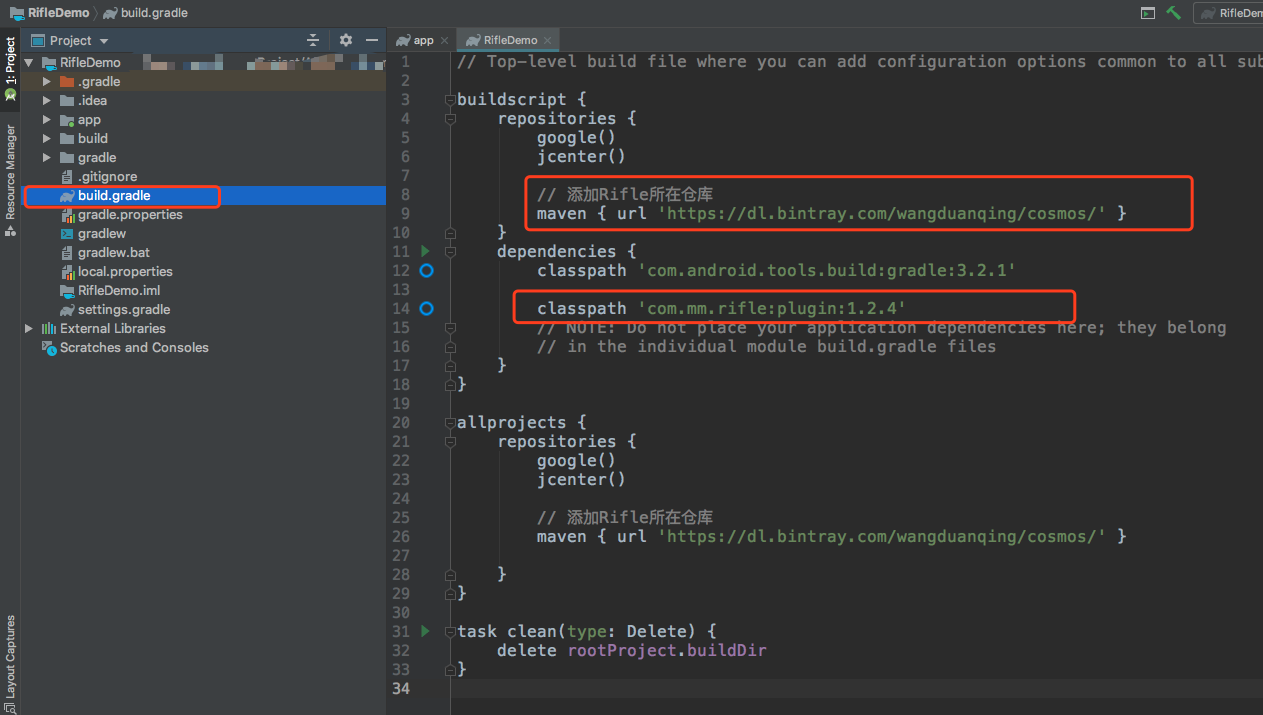 RifleDemo
build.gradle
RifleDem
Project
app
RifleDemo
1: Project
Resource Manager
Layout Captures
RifleDemo
.gradle
.idea
app
build
gradle
.gitignore
build.gradle
gradle.properties
gradlew
gradlew.bat
local.properties
RifleDemo.iml
settings.gradle
External Libraries
Scratches and Consoles
1 // Top-level build file where you can add configuration options common to all sub
2
3 buildscript {
4 repositories {
5 google()
6 jcenter()
7
8 // 添加Rifle所在仓库
9 maven { url 'https://dl.bintray.com/wangduanqing/cosmos/' }
10 }
11 dependencies {
12 classpath 'com.android.tools.build:gradle:3.2.1'
13
14 classpath 'com.mm.rifle:plugin:1.2.4'
15 // NOTE: Do not place your application dependencies here; they belong
16 // in the individual module build.gradle files
17 }
18 }
19
20 allprojects {
21 repositories {
22 google()
23 jcenter()
24
25 // 添加Rifle所在仓库
26 maven { url 'https://dl.bintray.com/wangduanqing/cosmos/' }
27
28 }
29 }
30
31 task clean(type: Delete) {
32 delete rootProject.buildDir
33 }
34